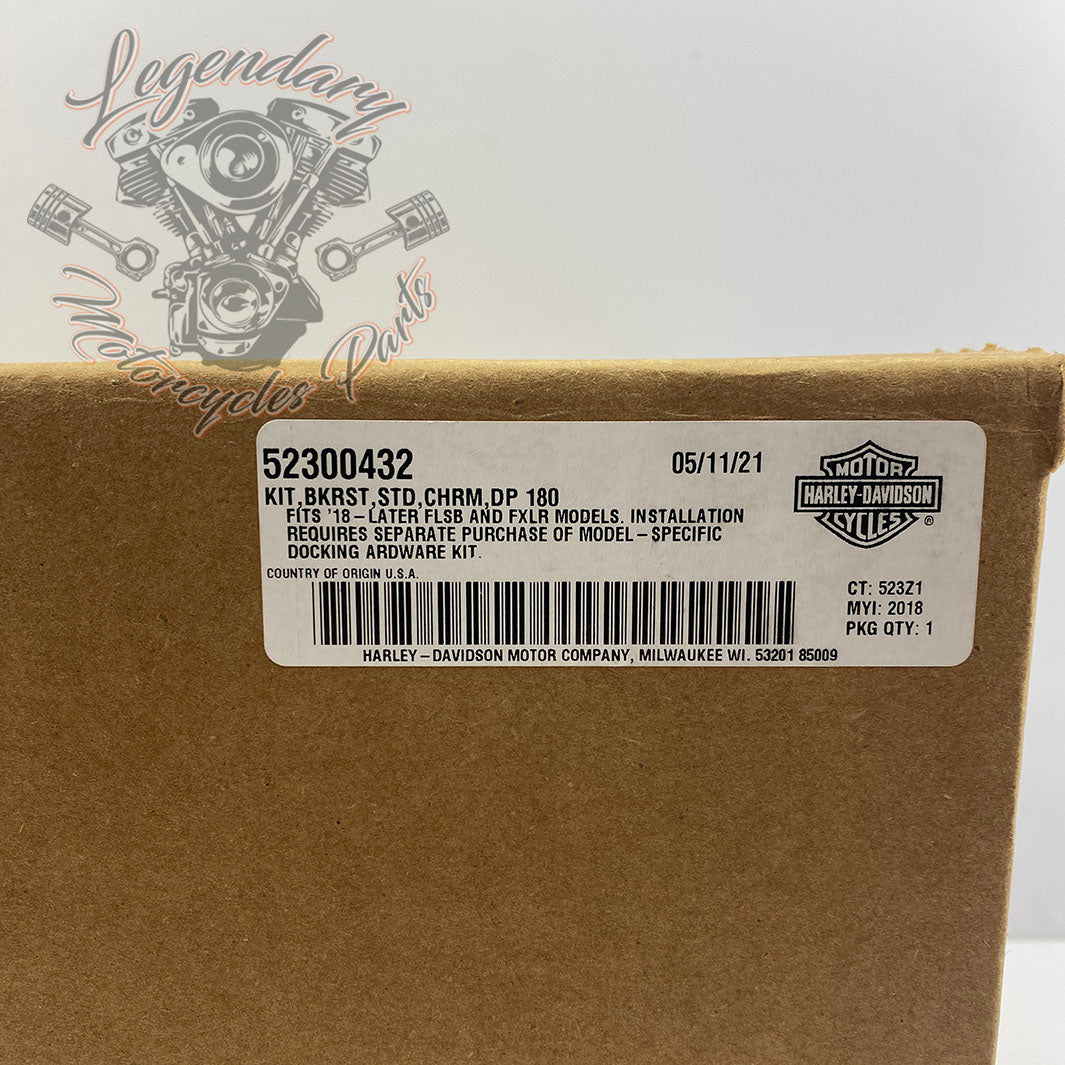 Legendary
Motorcycles Parts
52300432 05/11/21
KIT,BKRST,STD,CHRM,DP 180
FITS '18-LATER FLSB AND FXLR MODELS. INSTALLATION
REQUIRES SEPARATE PURCHASE OF MODEL-SPECIFIC
DOCKING ARDWARE KIT.
COUNTRY OF ORIGIN U.S.A.
MOTOR
HARLEY-DAVIDSON
CYCLES ®
CT: 523Z1
MYI: 2018
PKG QTY: 1
HARLEY-DAVIDSON MOTOR COMPANY, MILWAUKEE WI. 53201 85009